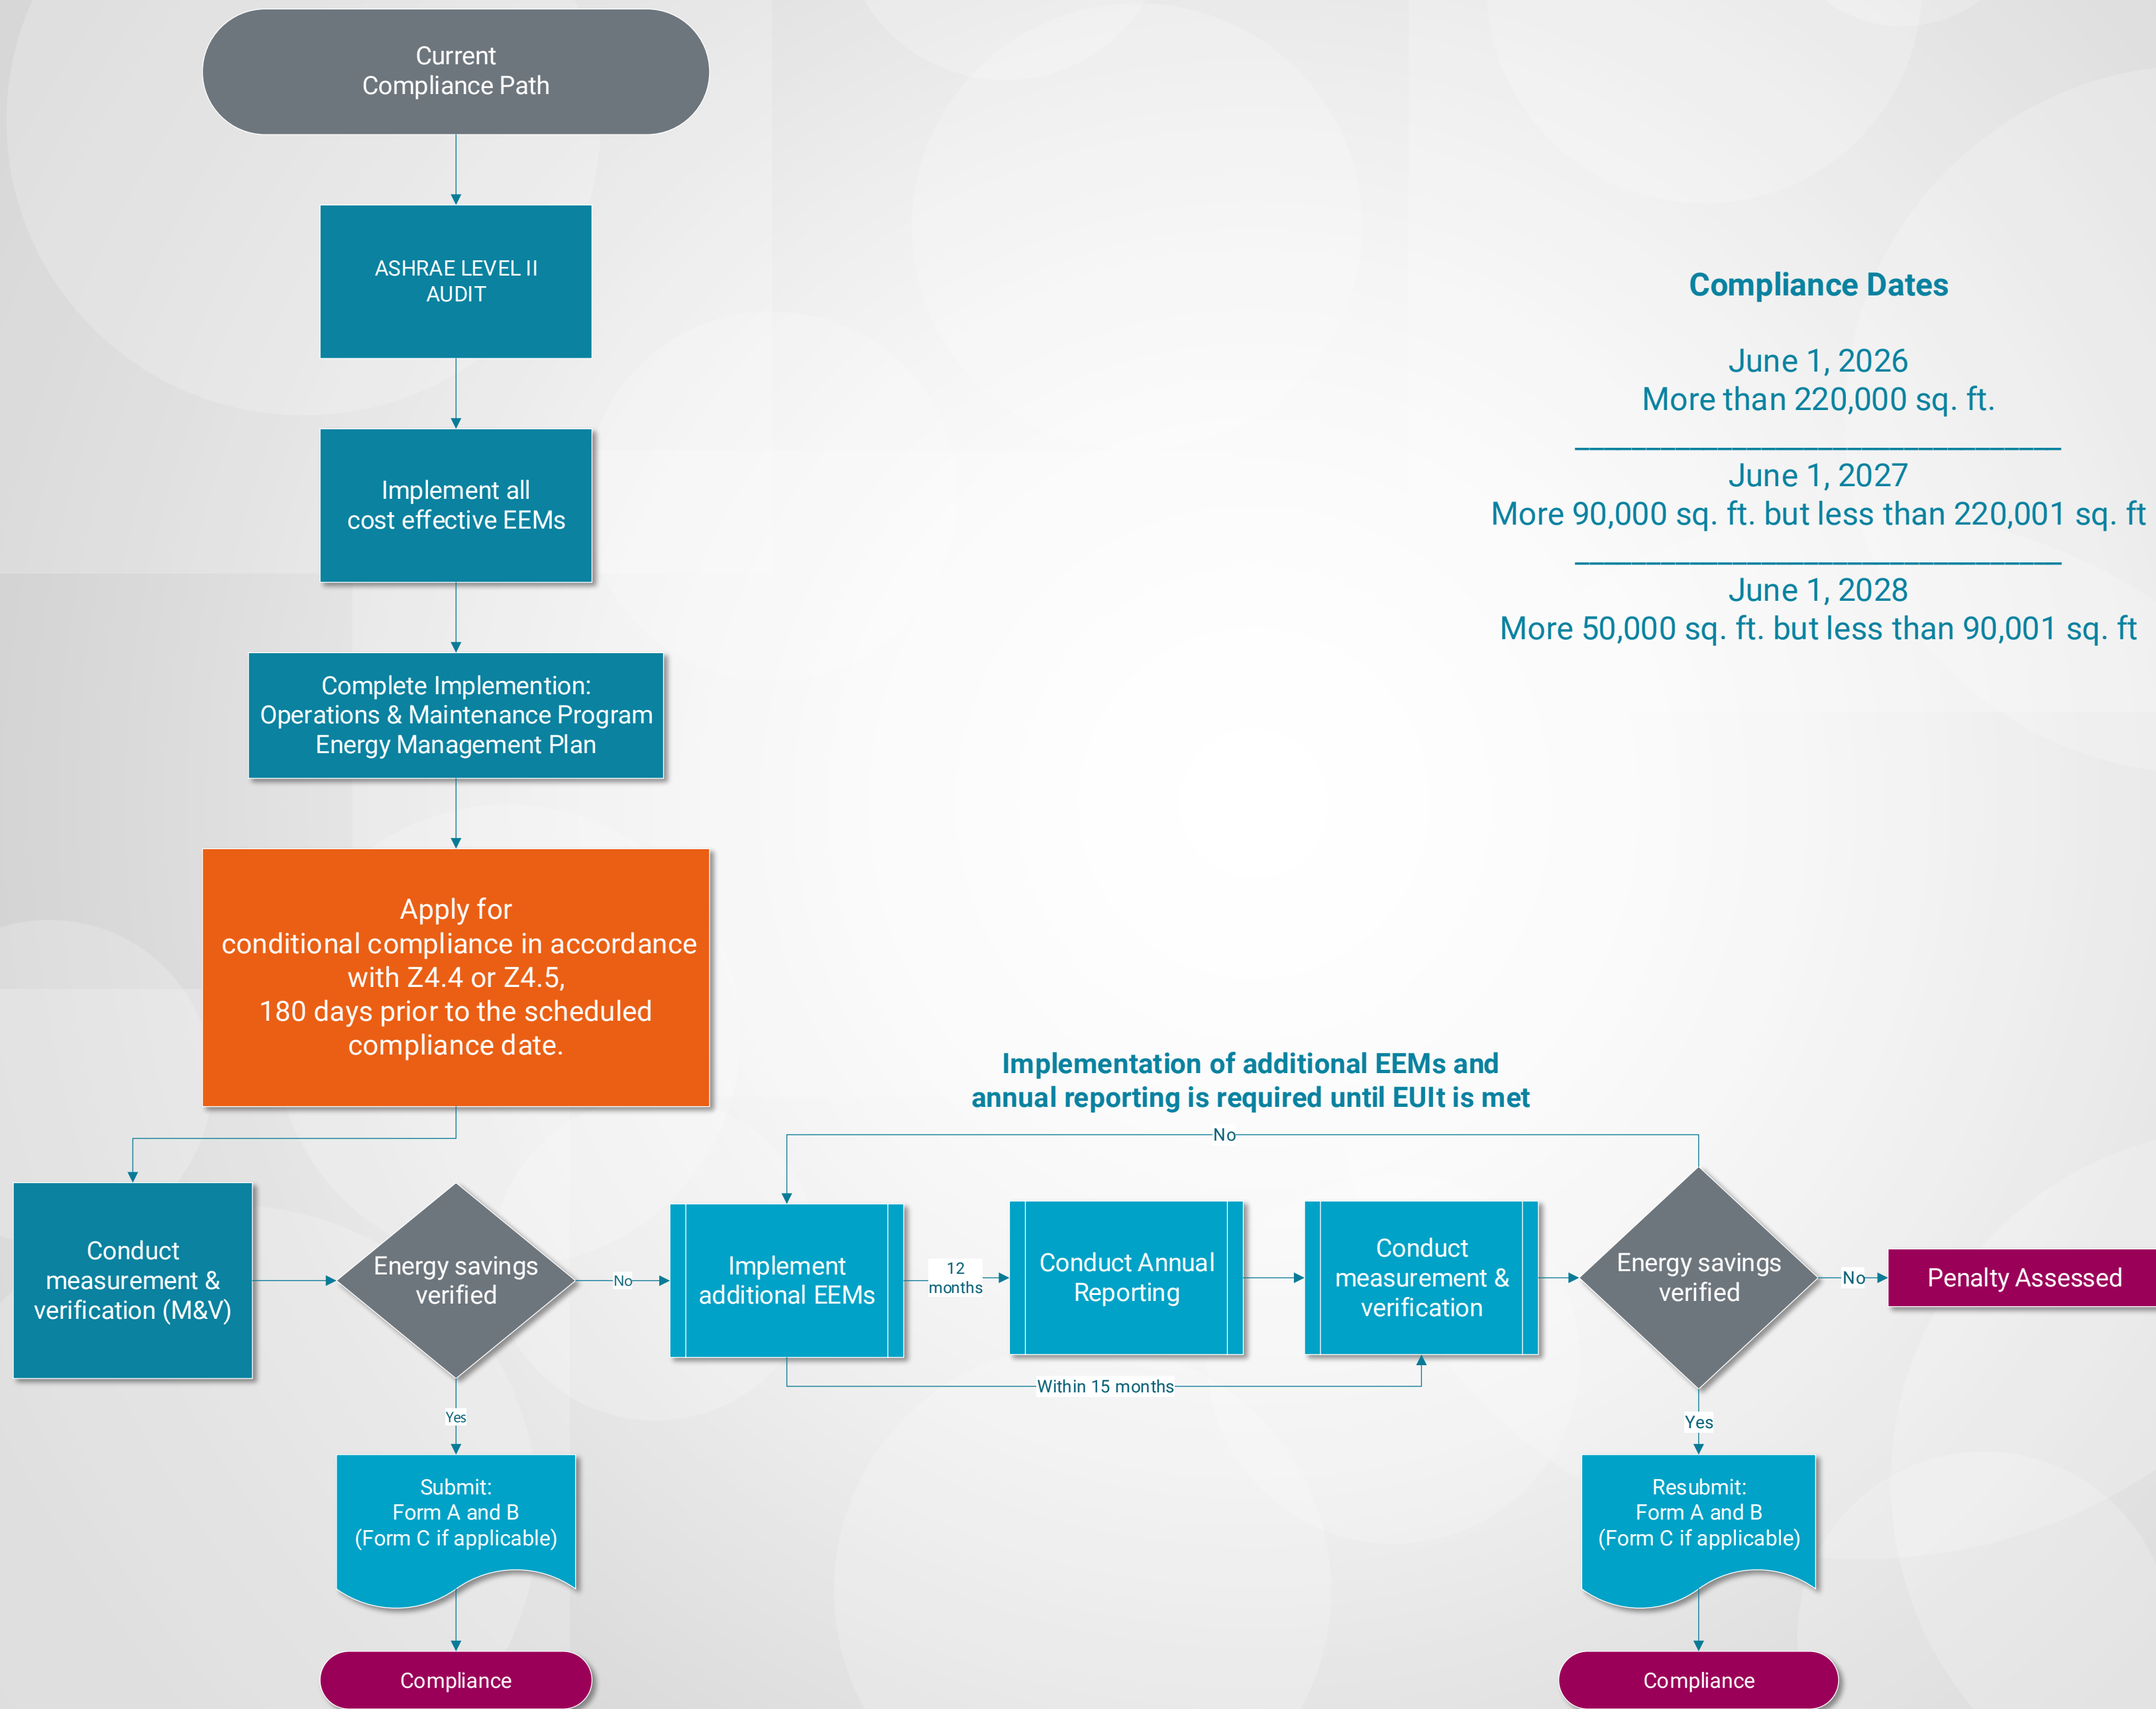 Current
Compliance Path
ASHRAE LEVEL II
AUDIT
Implement all
cost effective EEMs
Complete Implemention:
Operations & Maintenance Program
Energy Management Plan
Apply for
conditional compliance in accordance
with Z4.4 or Z4.5,
180 days prior to the scheduled
compliance date.
Compliance Dates
June 1, 2026
More than 220,000 sq. ft.
June 1, 2027
More 90,000 sq. ft. but less than 220,001 sq. ft
June 1, 2028
More 50,000 sq. ft. but less than 90,001 sq. ft
Implementation of additional EEMs and
annual reporting is required until EUIt is met
No
Conduct
measurement &
verification (M&V)
Energy savings
verified
No
Implement
additional EEMs
12
months
Conduct Annual
Reporting
Conduct
measurement &
verification
Energy savings
verified
No
Penalty Assessed
Within 15 months
Yes
Submit:
Form A and B
(Form C if applicable)
Compliance
Yes
Resubmit:
Form A and B
(Form C if applicable)
Compliance